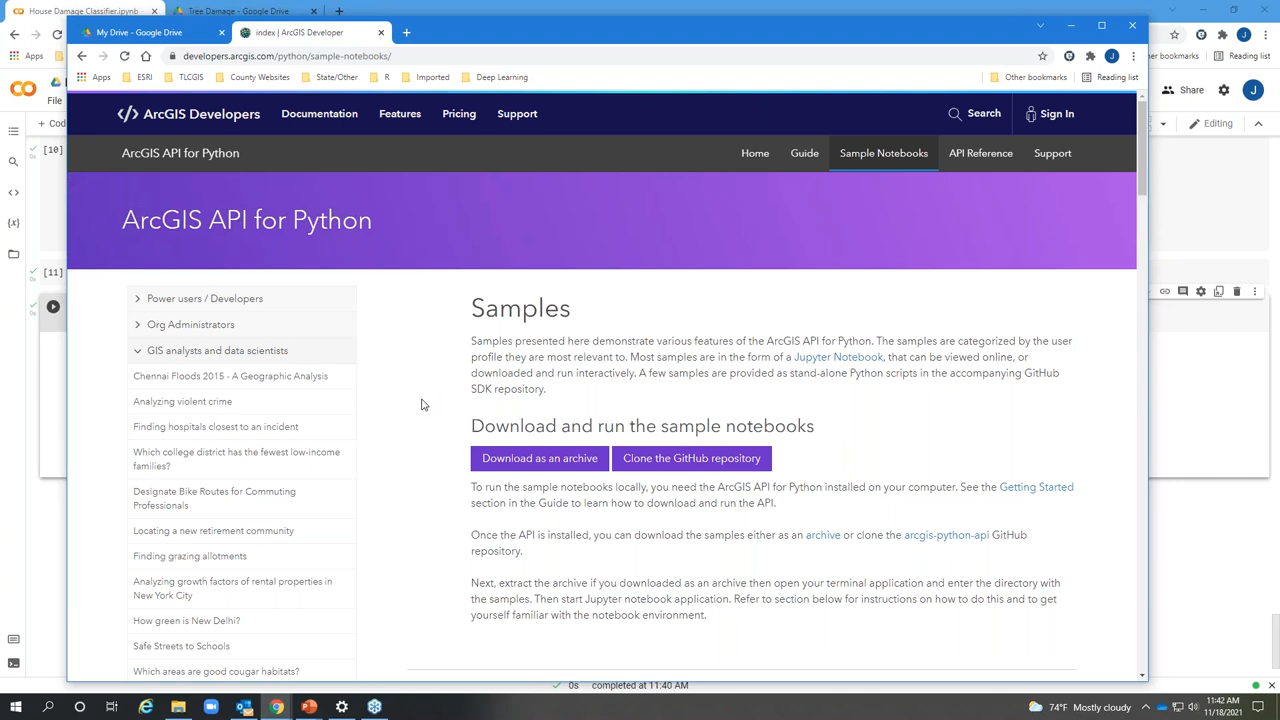 House Damage Classifier.ipynb
Tree Damage - Google Drive
My Drive - Google Drive
index | ArcGIS Developer
developers.arcgis.com/python/sample-notebooks/
Apps
Apps
ESRI
TLCGIS
County Websites
State/Other
R
Imported
Deep Learning
Other bookmarks
Reading list
Reading list
File
Share
J
J
J
+ Cod
Editing
[10]
[11]
0s
0s
0s
ArcGIS Developers
Documentation
Features
Pricing
Support
Search
Sign In
ArcGIS API for Python
Home
Guide
Sample Notebooks
API Reference
Support
ArcGIS API for Python
Power users / Developers
Org Administrators
GIS analysts and data scientists
Chennai Floods 2015 - A Geographic Analysis
Analyzing violent crime
Finding hospitals closest to an incident
Which college district has the fewest low-income
families?
Designate Bike Routes for Commuting
Professionals
Locating a new retirement community
Finding grazing allotments
Analyzing growth factors of rental properties in
New York City
How green is New Delhi?
Safe Streets to Schools
Which areas are good cougar habitats?
Samples
Samples presented here demonstrate various features of the ArcGIS API for Python. The samples are categorized by the user
profile they are most relevant to. Most samples are in the form of a Jupyter Notebook, that can be viewed online, or
downloaded and run interactively. A few samples are provided as stand-alone Python scripts in the accompanying GitHub
SDK repository.
Download and run the sample notebooks
Download as an archive
Clone the GitHub repository
To run the sample notebooks locally, you need the ArcGIS API for Python installed on your computer. See the Getting Started
section in the Guide to learn how to download and run the API.
Once the API is installed, you can download the samples either as an archive or clone the arcgis-python-api GitHub
repository.
Next, extract the archive if you downloaded as an archive then open your terminal application and enter the directory with
the samples. Then start Jupyter notebook application. Refer to section below for instructions on how to do this and to get
yourself familiar with the notebook environment.
0s completed at 11:40 AM
74°F Mostly cloudy
11:42 AM
11/18/2021